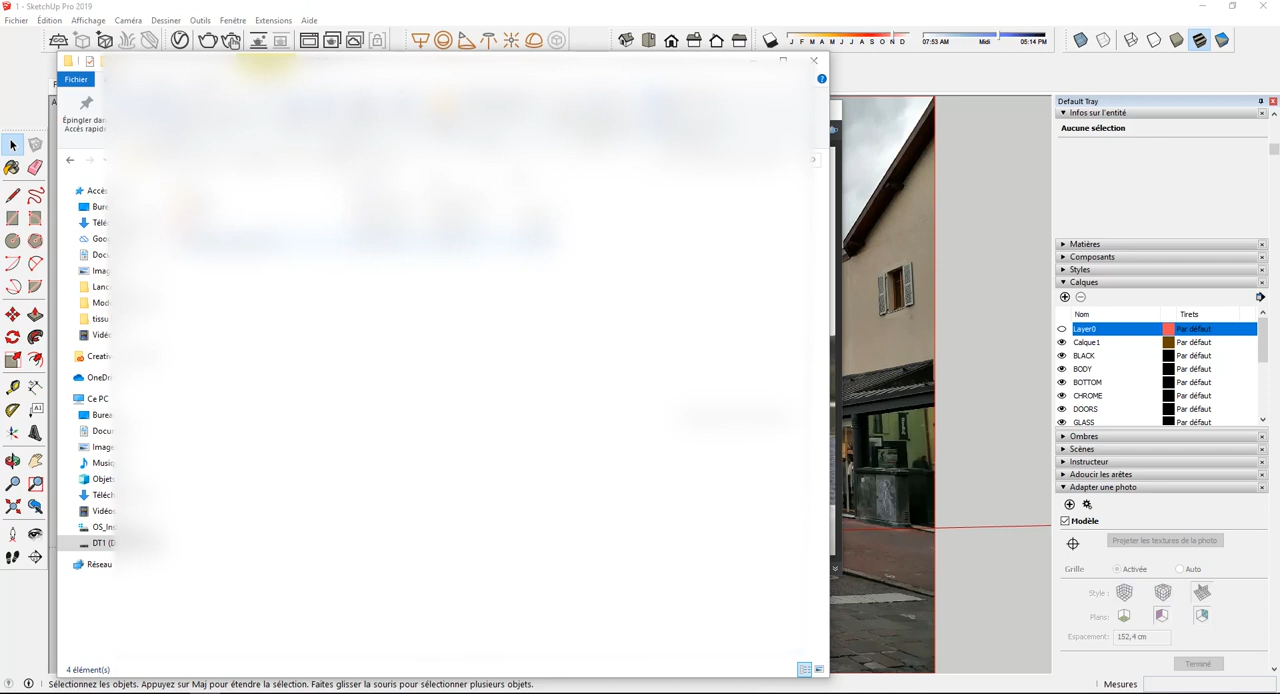 1 - SketchUp Pro 2019
Fichier Édition Affichage Caméra Dessiner Outils Fenêtre Extensions Aide
J F M A M J J A S O N D
07:53 AM Midi 05:14 PM
Fichier
Épingler dans
Accès rapide
Accès
Bure
Téléc
Goo
Docu
Imag
Lanc
Mod
tissu
Vidé
Creativ
OneDri
Ce PC
Bure
Docu
Imag
Musiq
Objets
Téléch
Vidéos
OS_Ins
DT1 (D
Réseau
4 élément(s)
Default Tray
Infos sur l'entité
Aucune sélection
Matières
Composants
Styles
Calques
Nom Tirets
Layer0 Par défaut
Calque1 Par défaut
BLACK Par défaut
BODY Par défaut
BOTTOM Par défaut
CHROME Par défaut
DOORS Par défaut
GLASS Par défaut
Ombres
Scènes
Instructeur
Adoucir les arêtes
Adapter une photo
Modèle
Projeter les textures de la photo
Grille Activée Auto
Style :
Plans:
Espacement: 152,4 cm
Terminé
Sélectionnez les objets. Appuyez sur Maj pour étendre la sélection. Faites glisser la souris pour sélectionner plusieurs objets.
Mesures